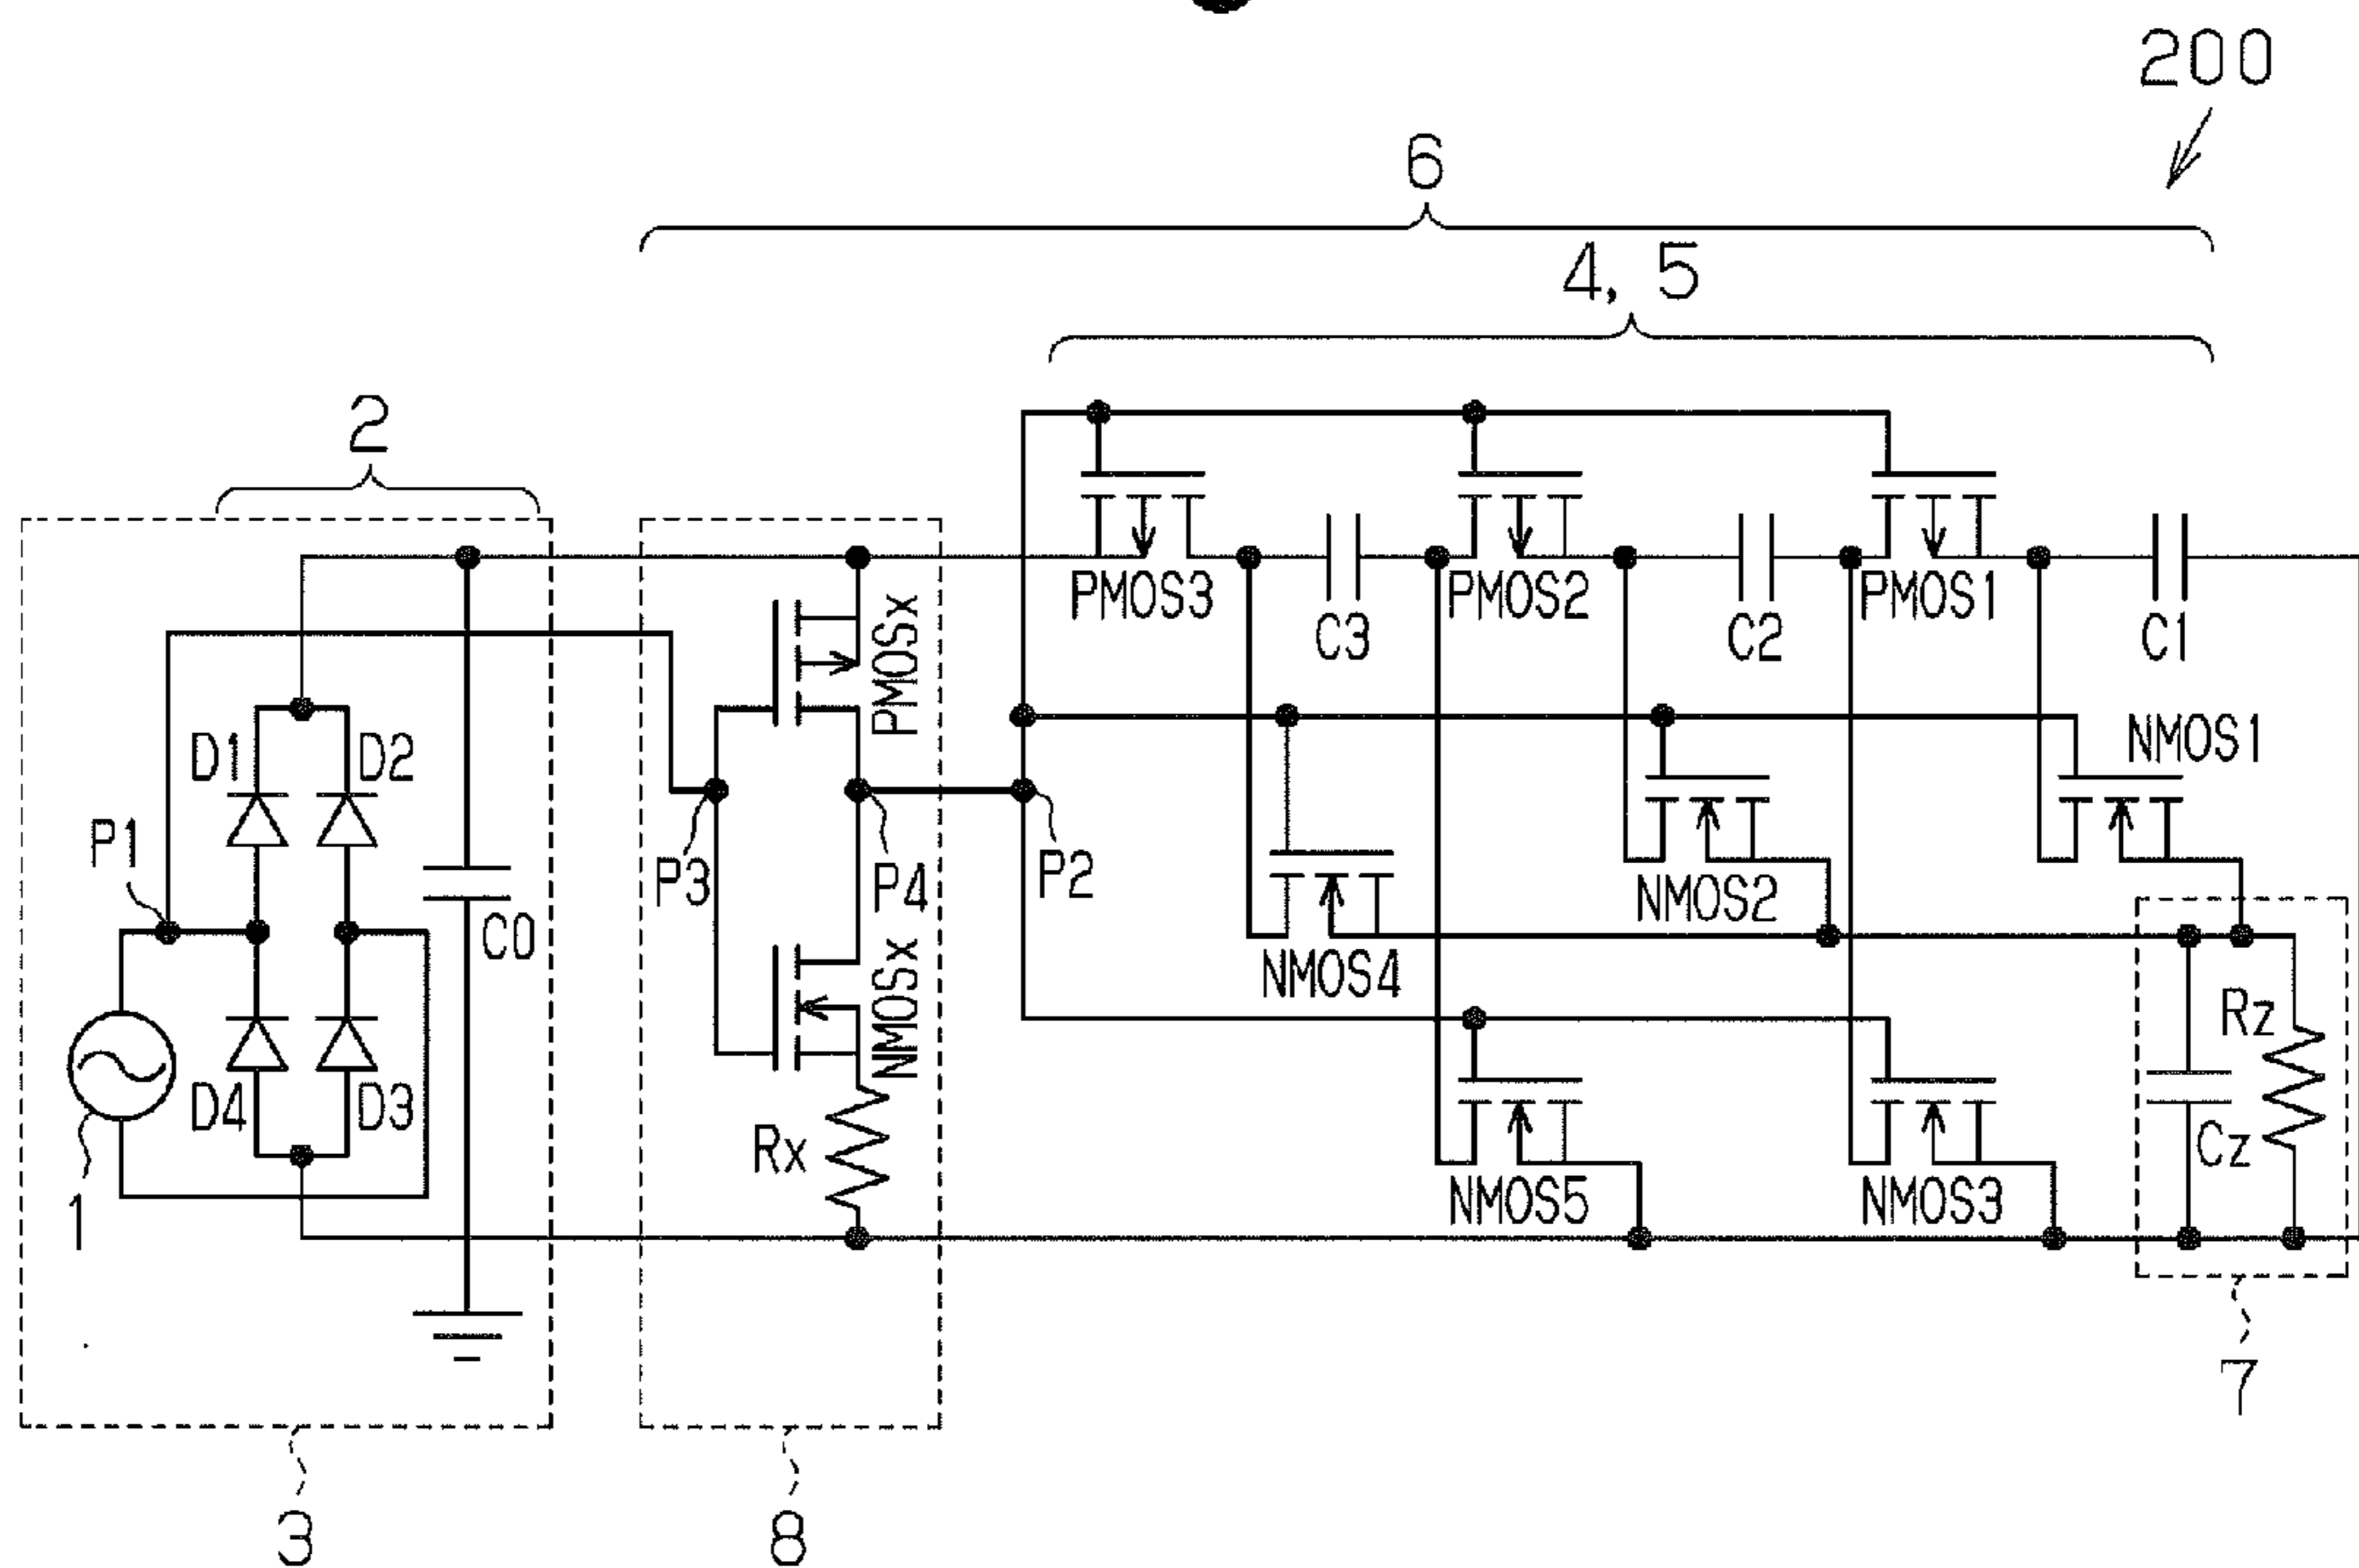 200
6
4, 5
2
PMOS3
C3
PMOS2
C2
PMOS1
C1
PMOSx
D1
D2
NMOS1
P1
C0
P3
P4
P2
NMOS2
NMOS4
NMOSx
Rz
D4
D3
Rx
Cz
1
NMOS5
NMOS3
7
3
8